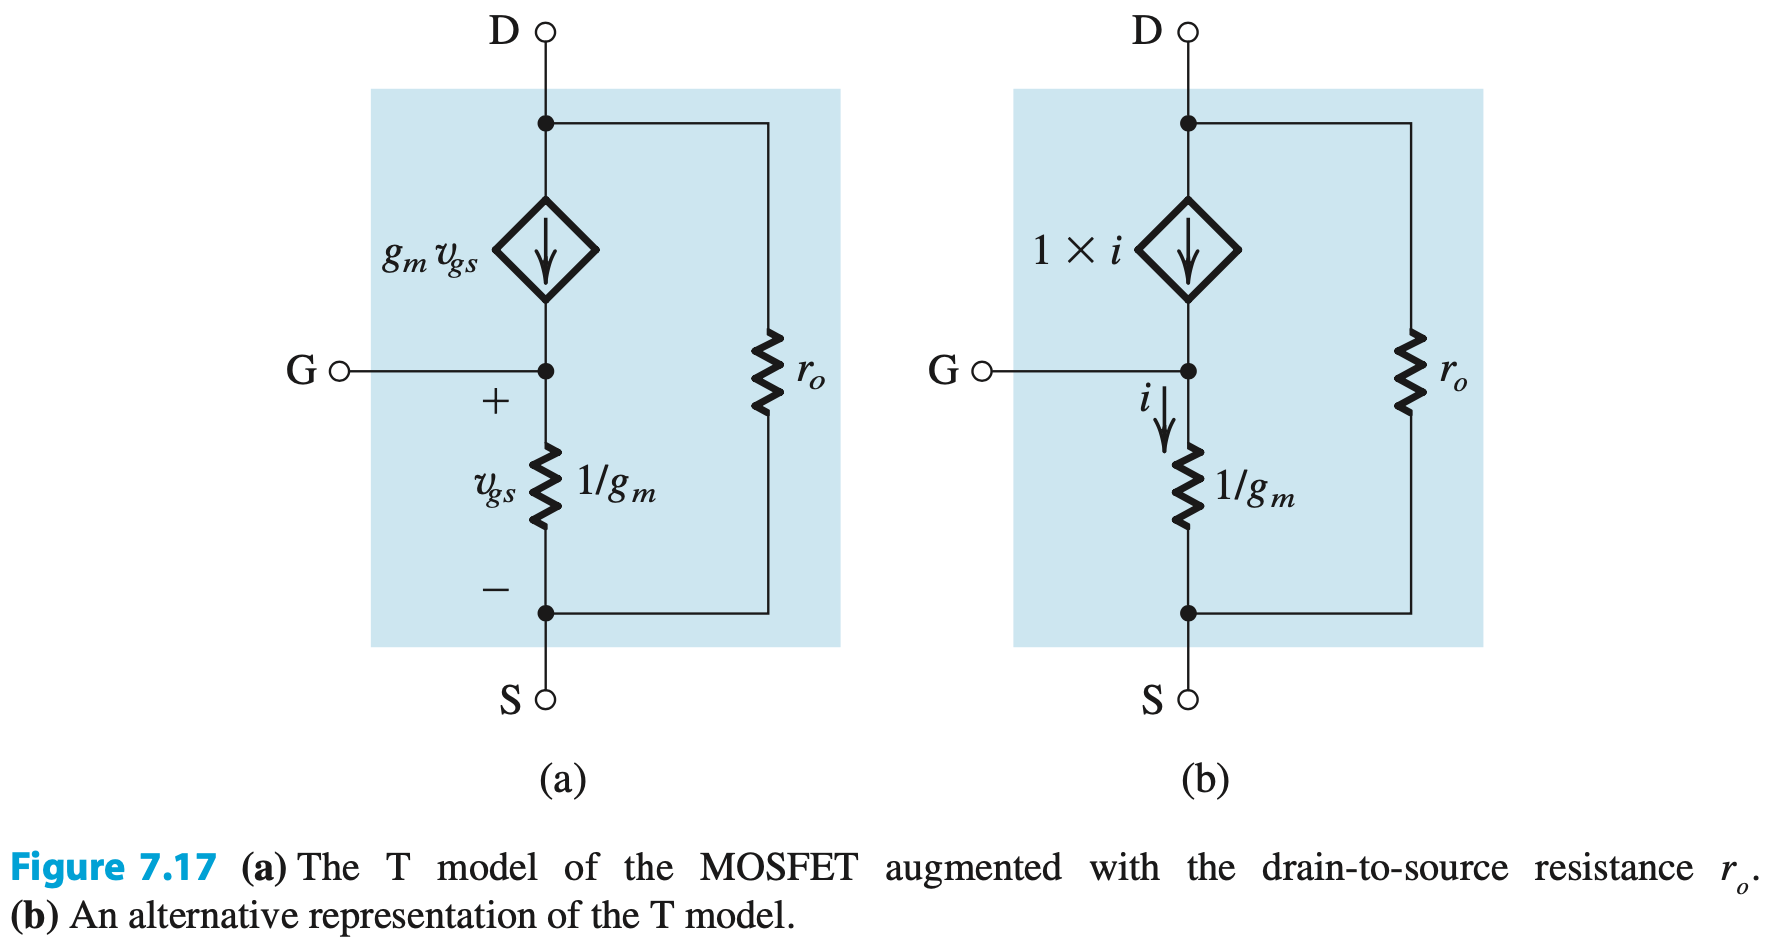 D
g_m v_gs
G
+
v_gs
1/g_m
−
r_o
S
(a)
D
1 × i
G
i
1/g_m
r_o
S
(b)
Figure 7.17 (a) The T model of the MOSFET augmented with the drain-to-source resistance r_o.
(b) An alternative representation of the T model.